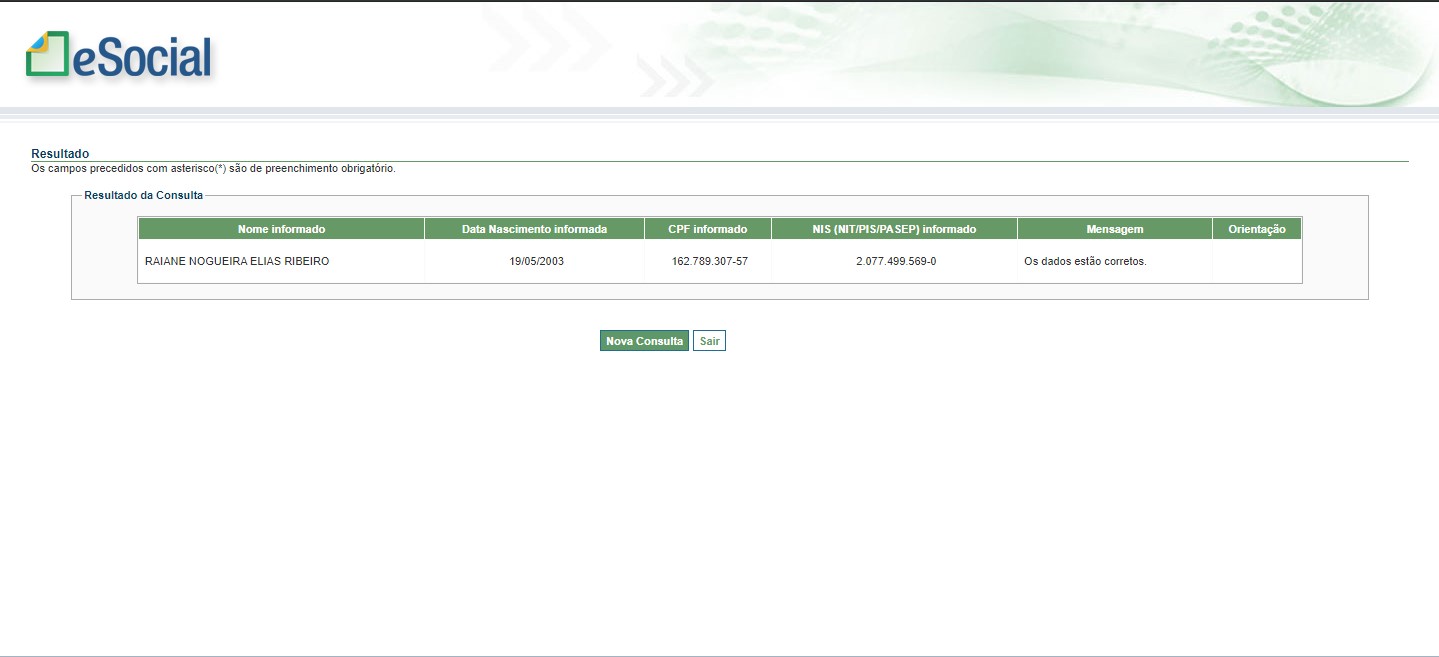 eSocial
Resultado
Os campos precedidos com asterisco(*) são de preenchimento obrigatório.
Resultado da Consulta
Nome informado Data Nascimento informada CPF informado NIS (NIT/PIS/PASEP) informado Mensagem Orientação
RAIANE NOGUEIRA ELIAS RIBEIRO 19/05/2003 162.789.307-57 2.077.499.569-0 Os dados estão corretos.
Nova Consulta Sair